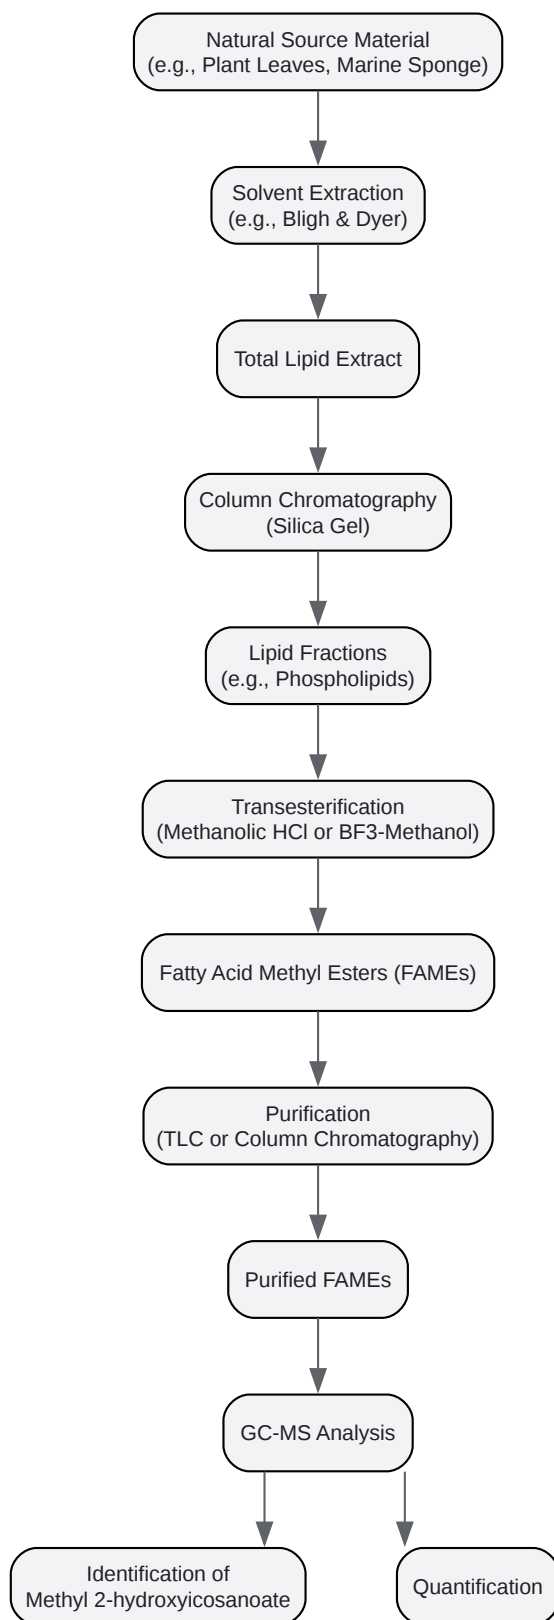 Natural Source Material
(e.g., Plant Leaves, Marine Sponge)
Solvent Extraction
(e.g., Bligh & Dyer)
Total Lipid Extract
Column Chromatography
(Silica Gel)
Lipid Fractions
(e.g., Phospholipids)
Transesterification
(Methanolic HCl or BF3-Methanol)
Fatty Acid Methyl Esters (FAMEs)
Purification
(TLC or Column Chromatography)
Purified FAMEs
GC-MS Analysis
Identification of
Methyl 2-hydroxyicosanoate
Quantification